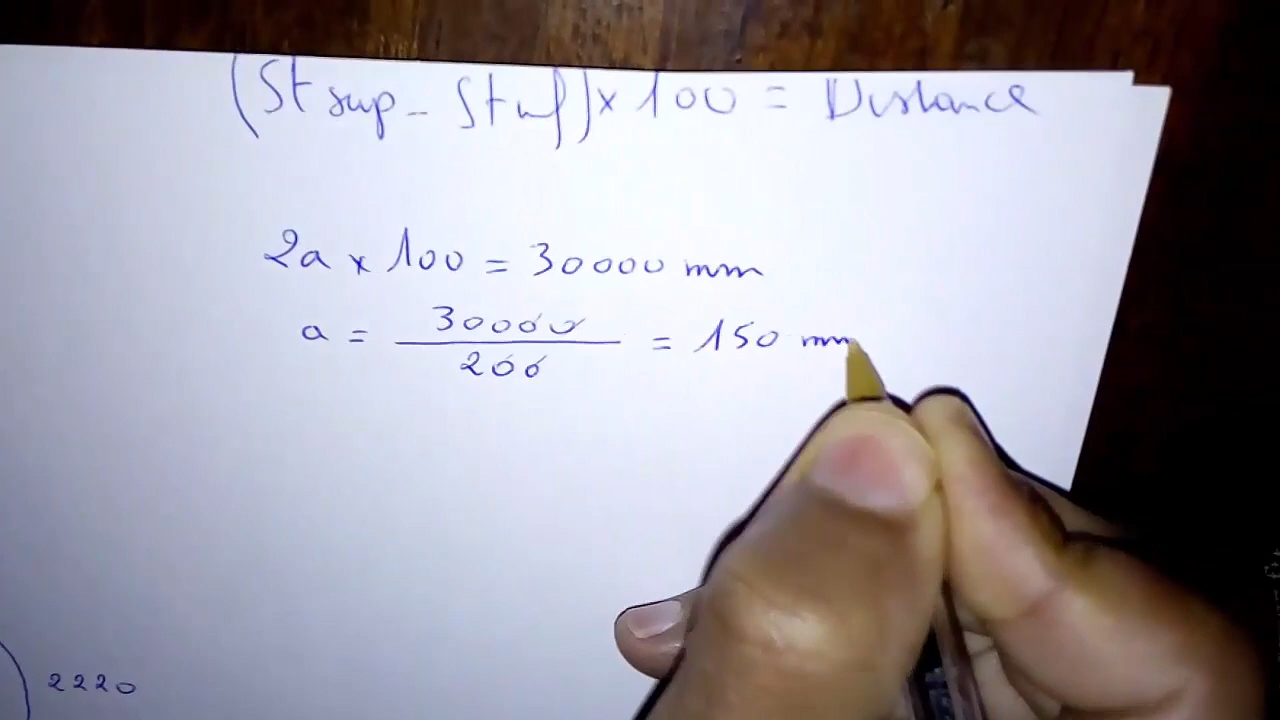 (St sup - St inf) x 100 = Distance
2a x 100 = 30000 mm
a = 30000 / 200 = 150 mm
2220